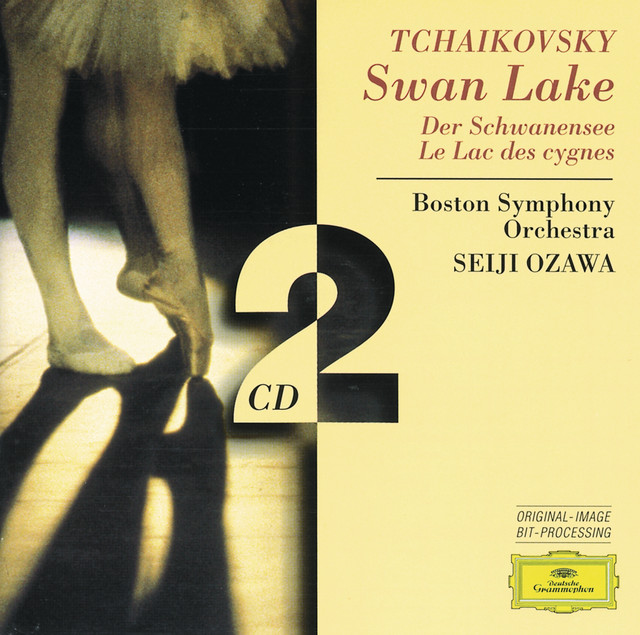 TCHAIKOVSKY
Swan Lake
Der Schwanensee
Le Lac des cygnes
Boston Symphony
Orchestra
SEIJI OZAWA
2
CD
ORIGINAL-IMAGE
BIT-PROCESSING
Deutsche
Grammophon